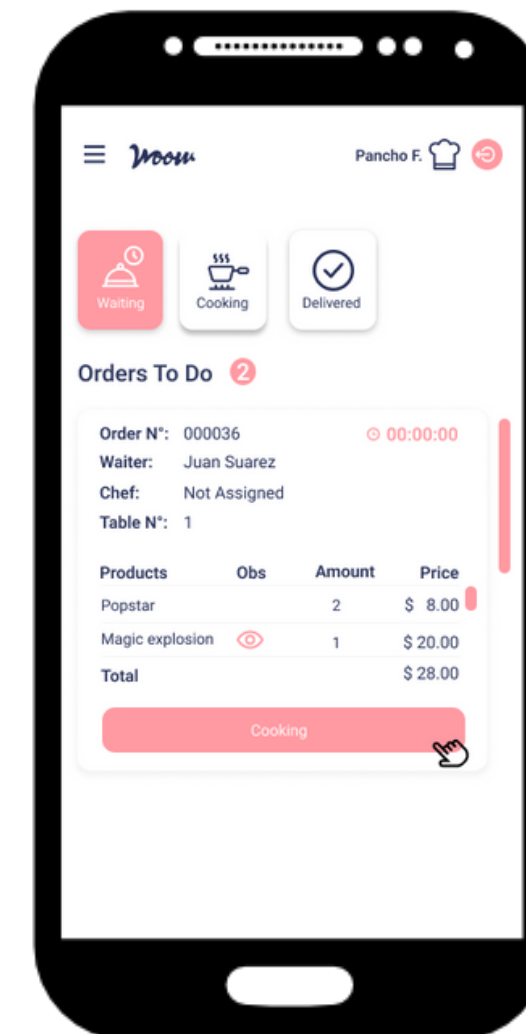 Woow
Pancho F.
Waiting
Cooking
Delivered
Orders To Do 2
Order N°: 000036 00:00:00
Waiter: Juan Suarez
Chef: Not Assigned
Table N°: 1
Products Obs Amount Price
Popstar 2 $ 8.00
Magic explosion 1 $ 20.00
Total $ 28.00
Cooking